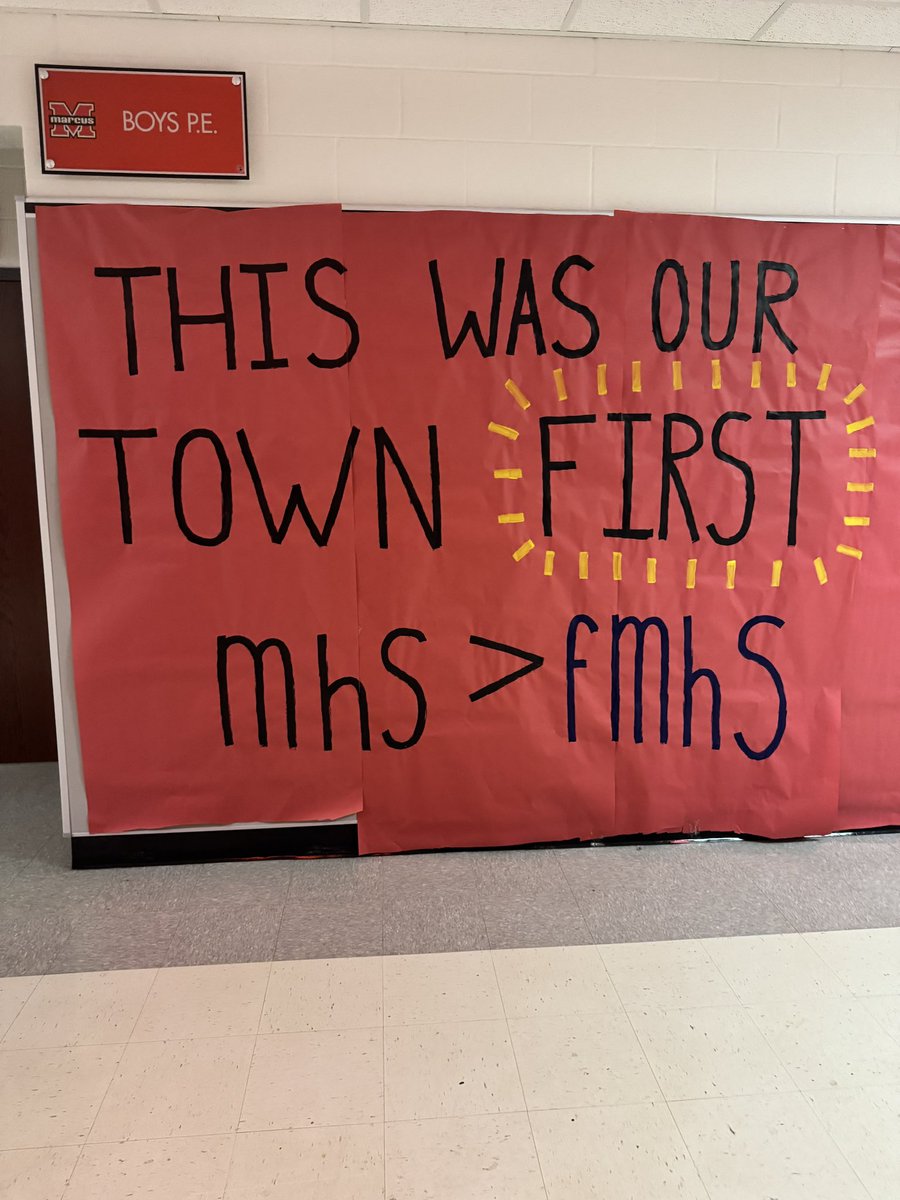 M
marcus
BOYS P.E.
THIS WAS OUR
TOWN FIRST
mhs > fmhs